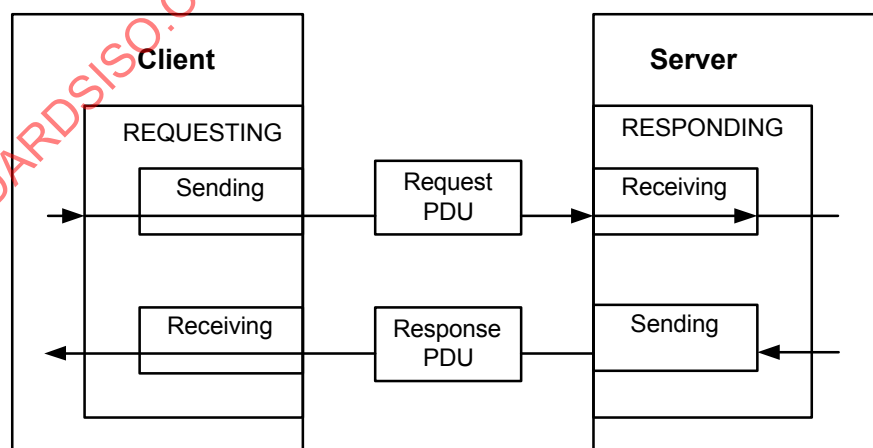 Client
Server
REQUESTING
RESPONDING
Sending
Request
PDU
Receiving
Receiving
Response
PDU
Sending